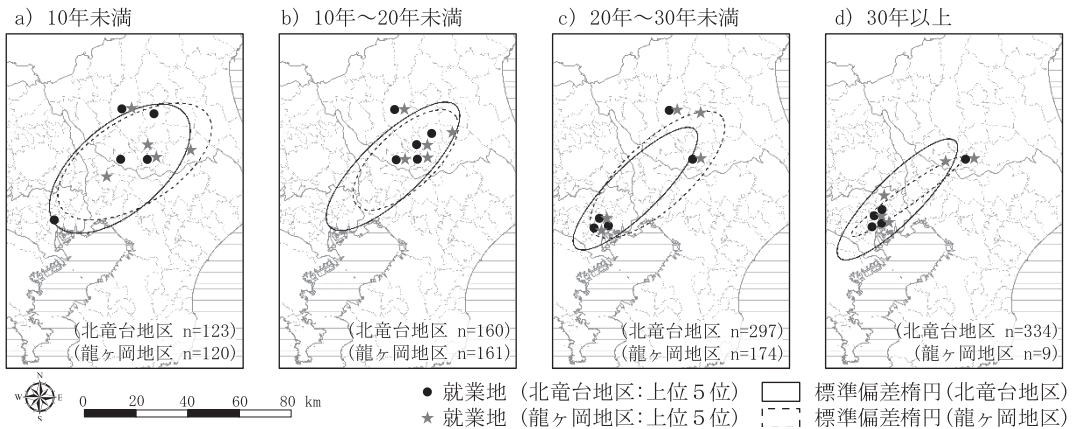 a) 10年未満
b) 10年～20年未満
c) 20年～30年未満
d) 30年以上
(北竜台地区 n=123)
(龍ヶ岡地区 n=120)
(北竜台地区 n=160)
(龍ヶ岡地区 n=161)
(北竜台地区 n=297)
(龍ヶ岡地区 n=174)
(北竜台地区 n=334)
(龍ヶ岡地区 n=9)
N
W E
S
0 20 40 60 80 km
就業地 (北竜台地区:上位5位)
就業地 (龍ヶ岡地区:上位5位)
標準偏差楕円(北竜台地区)
標準偏差楕円(龍ヶ岡地区)